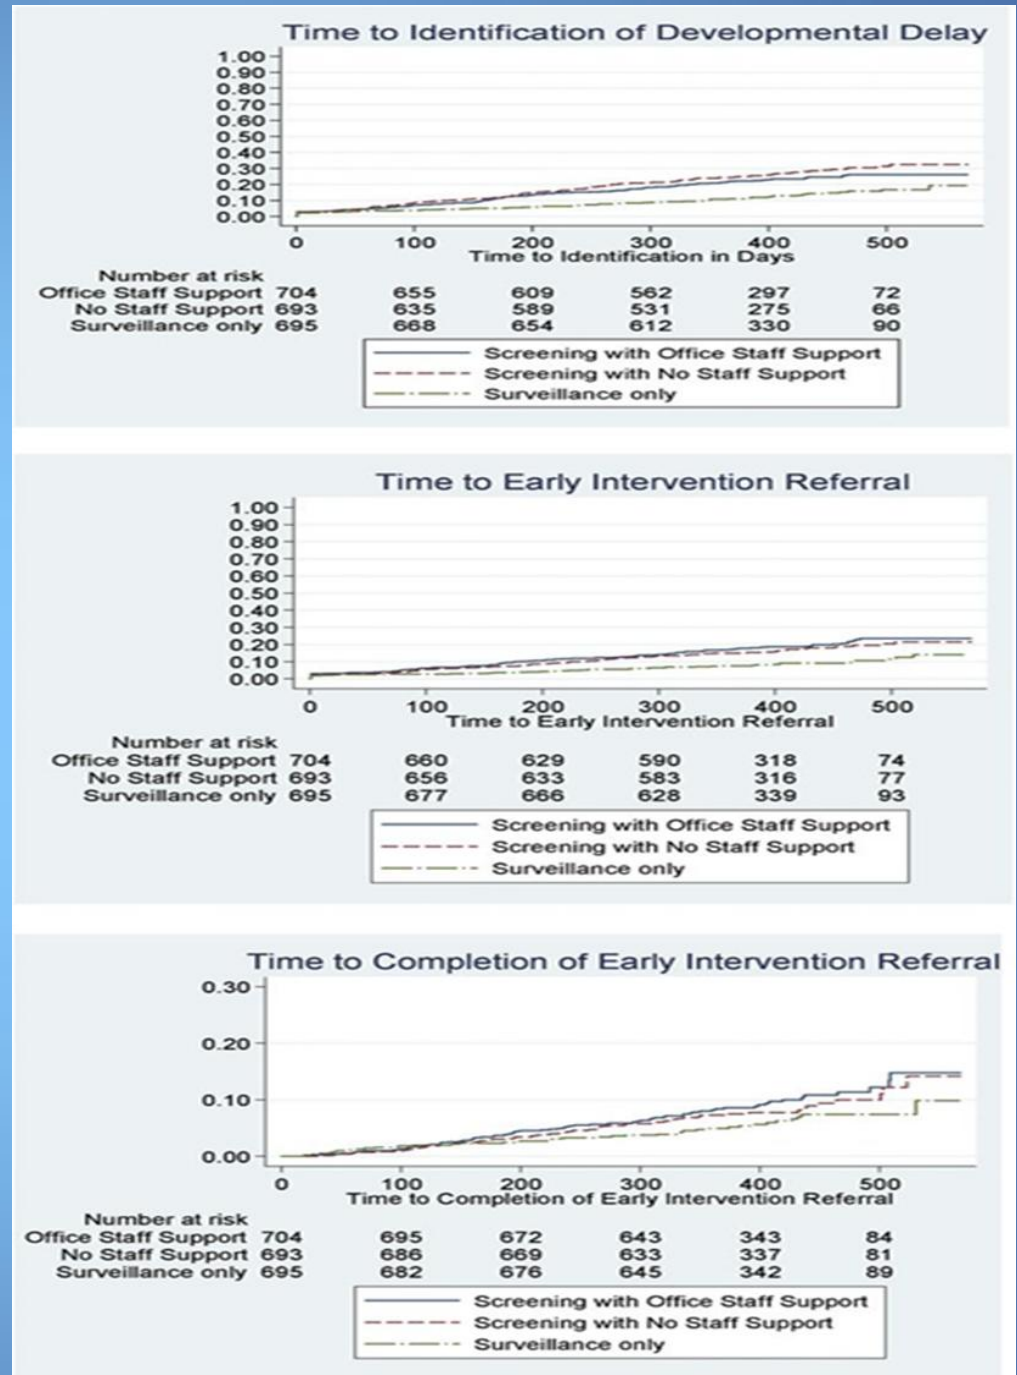 Time to Identification of Developmental Delay
1.00
0.90
0.80
0.70
0.60
0.50
0.40
0.30
0.20
0.10
0.00
0 100 200 300 400 500
Time to Identification in Days
Number at risk
Office Staff Support 704 655 609 562 297 72
No Staff Support 693 635 589 531 275 66
Surveillance only 695 668 654 612 330 90
Screening with Office Staff Support
Screening with No Staff Support
Surveillance only
Time to Early Intervention Referral
1.00
0.90
0.80
0.70
0.60
0.50
0.40
0.30
0.20
0.10
0.00
0 100 200 300 400 500
Time to Early Intervention Referral
Number at risk
Office Staff Support 704 660 629 590 318 74
No Staff Support 693 656 633 583 316 77
Surveillance only 695 677 666 628 339 93
Screening with Office Staff Support
Screening with No Staff Support
Surveillance only
Time to Completion of Early Intervention Referral
0.30
0.20
0.10
0.00
0 100 200 300 400 500
Time to Completion of Early Intervention Referral
Number at risk
Office Staff Support 704 695 672 643 343 84
No Staff Support 693 686 669 633 337 81
Surveillance only 695 682 676 645 342 89
Screening with Office Staff Support
Screening with No Staff Support
Surveillance only